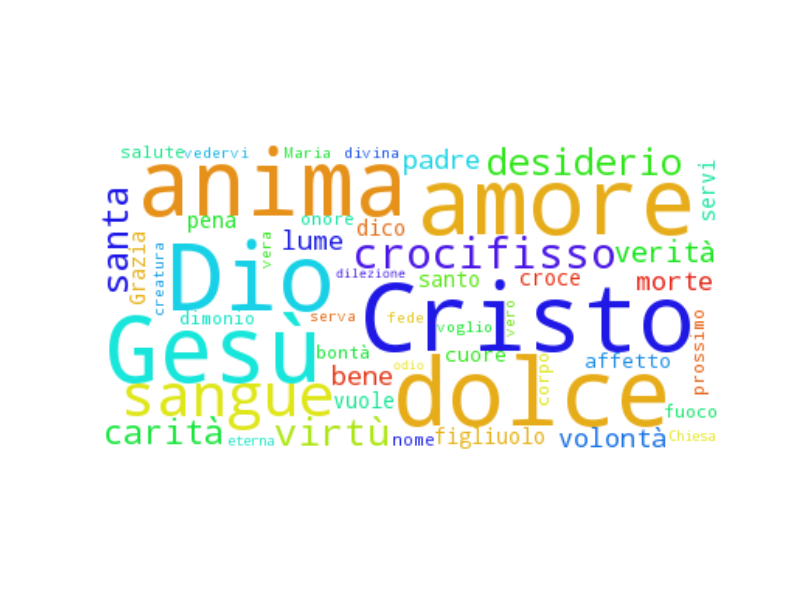 salute vedervi Maria divina padre desiderio
anima amore servi
santa pena onore dico
Grazia creatura vera lume crocifisso verità
Dio dilezione santo croce morte
Gesù dimonio serva fede Cristo voglio vero prossimo
bontà cuore affetto
sangue bene odio dolce corpo
vuole fuoco
carità eterna virtù nome figliuolo volontà Chiesa